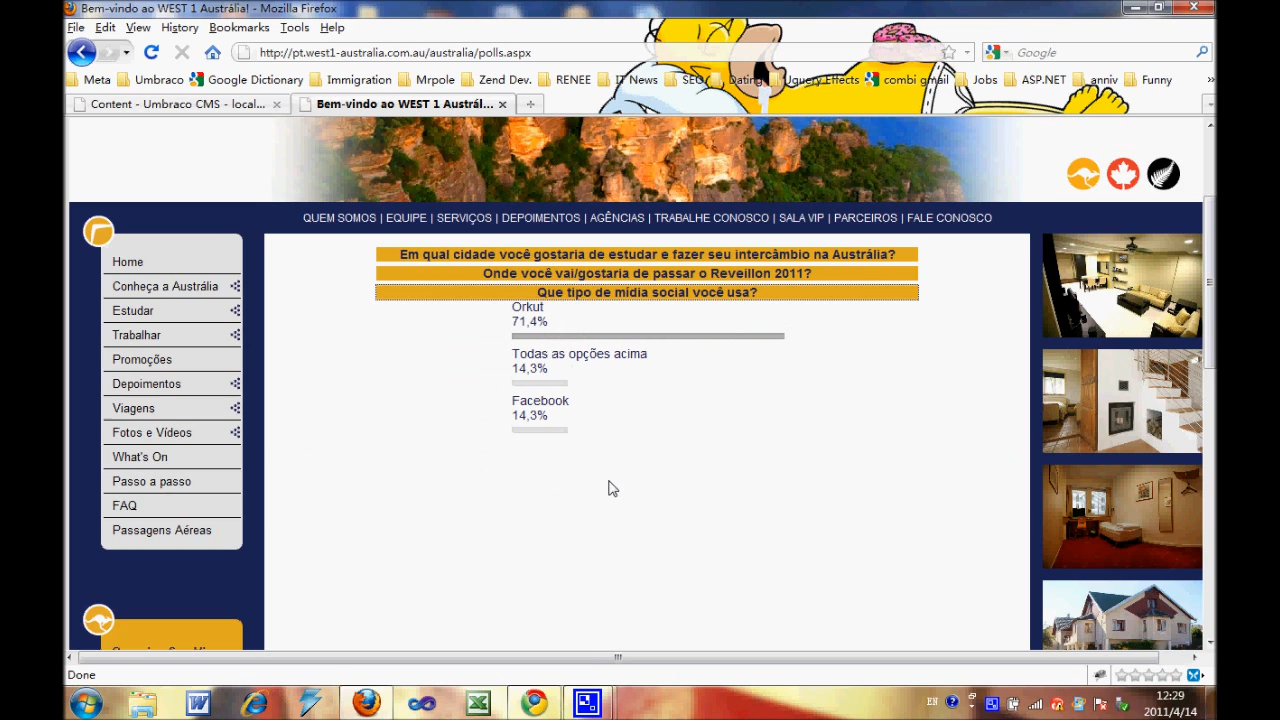 Bem-vindo ao WEST 1 Austrália! - Mozilla Firefox
File Edit View History Bookmarks Tools Help
http://pt.west1-australia.com.au/australia/polls.aspx
Google
Meta Umbraco Google Dictionary Immigration Mrpole Zend Dev. RENEE IT News SEO Dating Jquery Effects combi gmail Jobs ASP.NET anniv Funny »
Content - Umbraco CMS - local...
Bem-vindo ao WEST 1 Austrál...
QUEM SOMOS | EQUIPE | SERVIÇOS | DEPOIMENTOS | AGÊNCIAS | TRABALHE CONOSCO | SALA VIP | PARCEIROS | FALE CONOSCO
Home
Conheça a Austrália
Estudar
Trabalhar
Promoções
Depoimentos
Viagens
Fotos e Vídeos
What's On
Passo a passo
FAQ
Passagens Aéreas
Em qual cidade você gostaria de estudar e fazer seu intercâmbio na Austrália?
Onde você vai/gostaria de passar o Reveillon 2011?
Que tipo de mídia social você usa?
Orkut
71,4%
Todas as opções acima
14,3%
Facebook
14,3%
Done
EN
12:29
2011/4/14